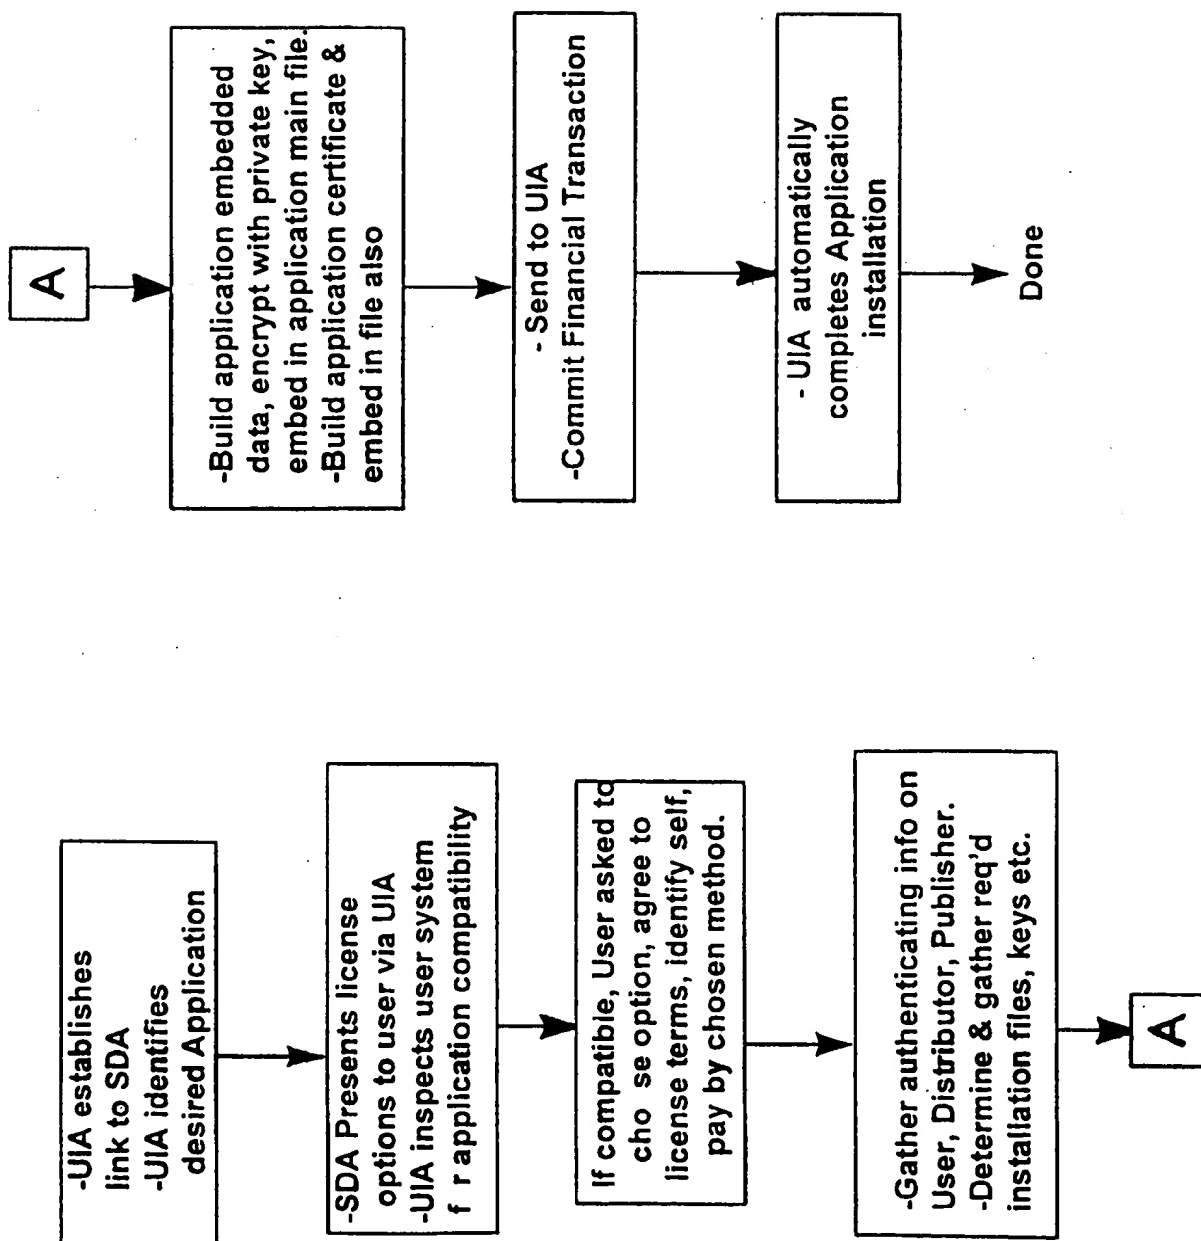 -UIA establishes
link to SDA
-UIA identifies
desired Application
-SDA Presents license
options to user via UIA
-UIA inspects user system
f r application compatibility
If compatible, User asked to
cho se option, agree to
license terms, identify self,
pay by chosen method.
-Gather authenticating info on
User, Distributor, Publisher.
-Determine & gather req'd
installation files, keys etc.
A
A
-Build application embedded
data, encrypt with private key,
embed in application main file.
-Build application certificate &
embed in file also
- Send to UIA
-Commit Financial Transaction
- UIA automatically
completes Application
installation
Done